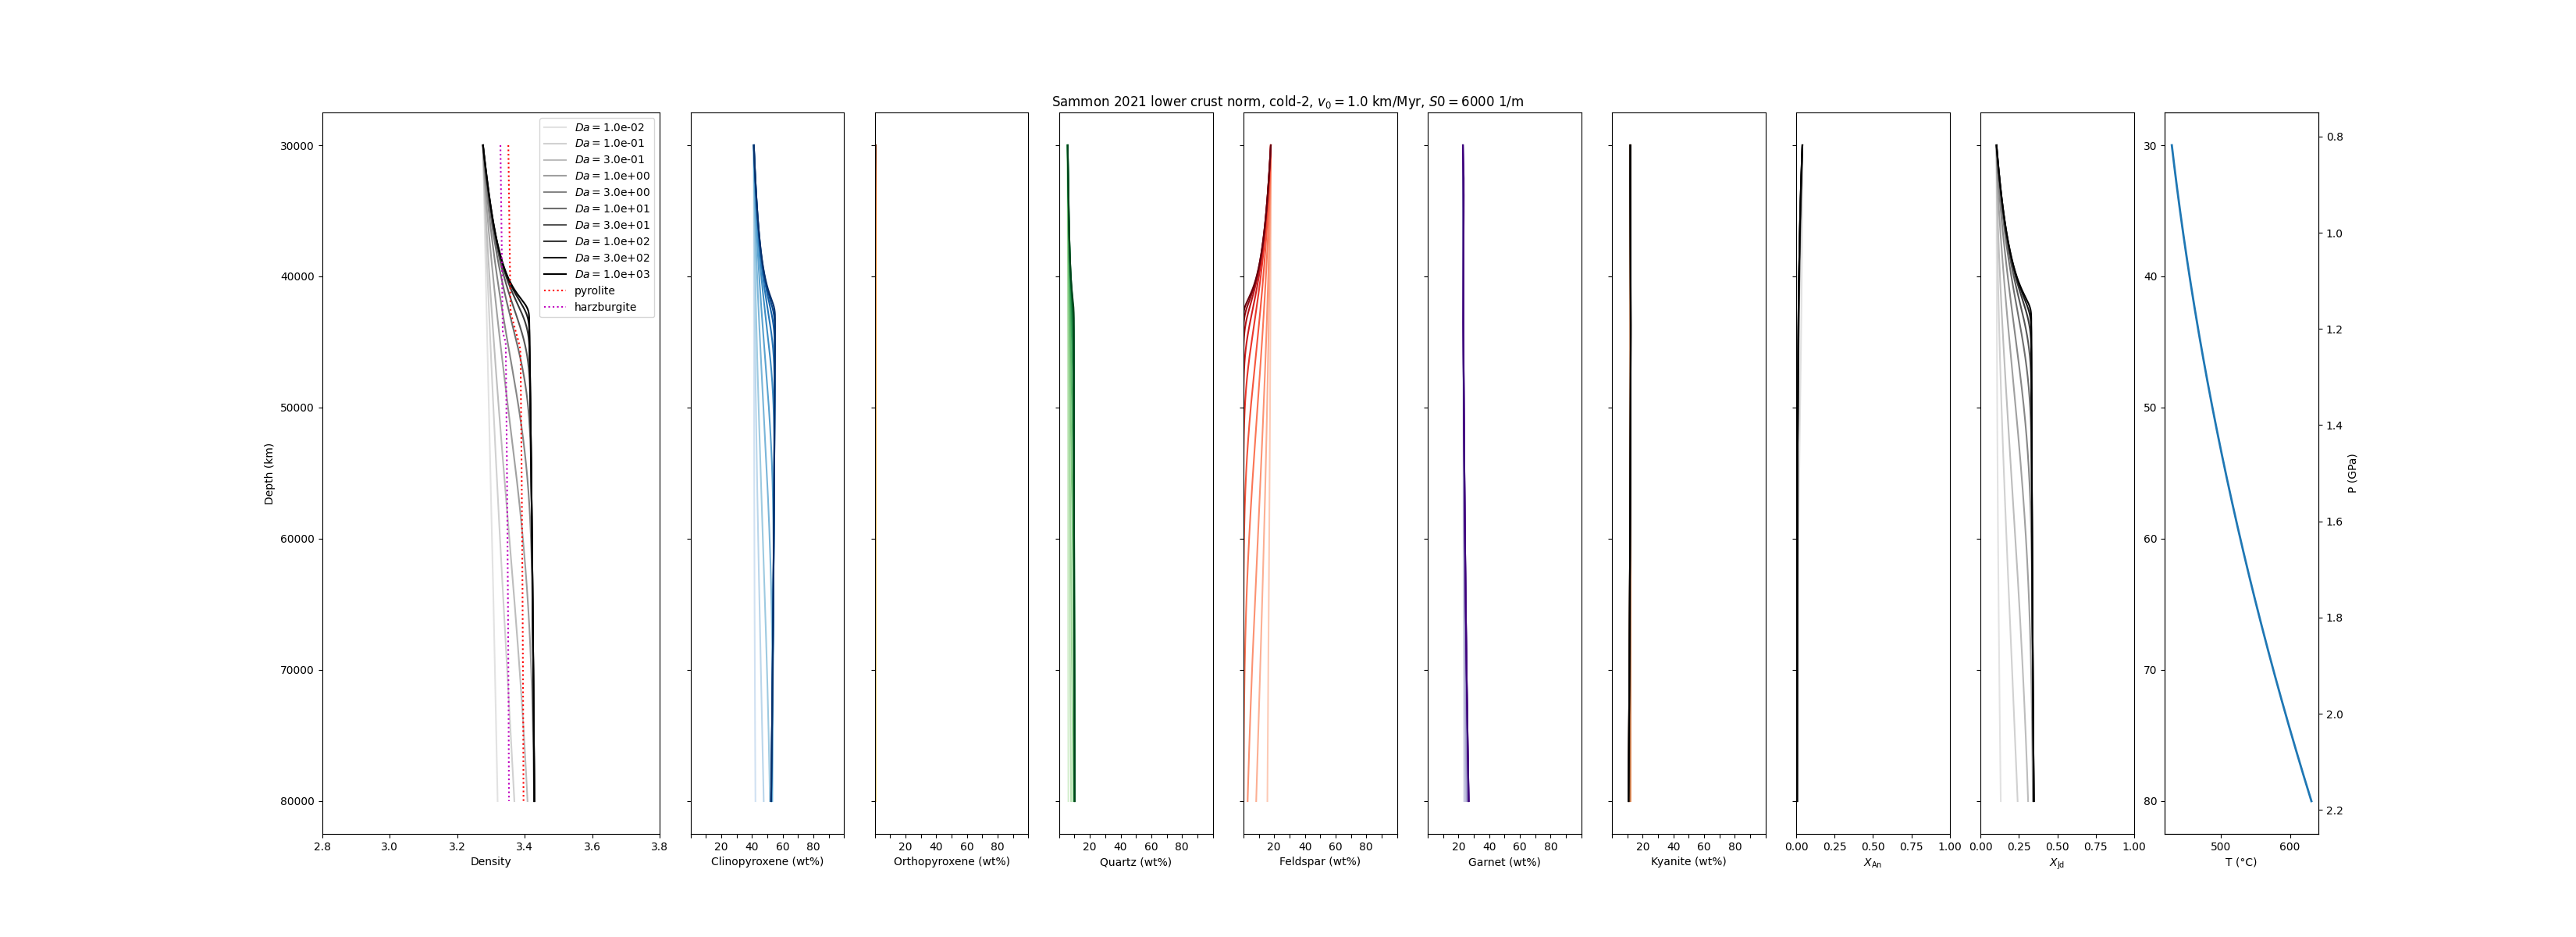 Sammon 2021 lower crust norm, cold-2, v₀ = 1.0 km/Myr, S0 = 6000 1/m
Da = 1.0e-02
Da = 1.0e-01
Da = 3.0e-01
Da = 1.0e+00
Da = 3.0e+00
Da = 1.0e+01
Da = 3.0e+01
Da = 1.0e+02
Da = 3.0e+02
Da = 1.0e+03
pyrolite
harzburgite
Depth (km)
30000
40000
50000
60000
70000
80000
2.8 3.0 3.2 3.4 3.6 3.8
Density
20 40 60 80
Clinopyroxene (wt%)
20 40 60 80
Orthopyroxene (wt%)
20 40 60 80
Quartz (wt%)
20 40 60 80
Feldspar (wt%)
20 40 60 80
Garnet (wt%)
20 40 60 80
Kyanite (wt%)
0.00 0.25 0.50 0.75 1.00
X_An
0.00 0.25 0.50 0.75 1.00
X_Jd
30
40
50
60
70
80
500 600
T (°C)
0.8
1.0
1.2
1.4
1.6
1.8
2.0
2.2
P (GPa)